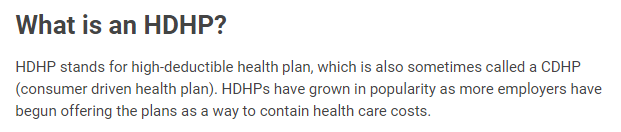 What is an HDHP?
HDHP stands for high-deductible health plan, which is also sometimes called a CDHP
(consumer driven health plan). HDHPs have grown in popularity as more employers have
begun offering the plans as a way to contain health care costs.